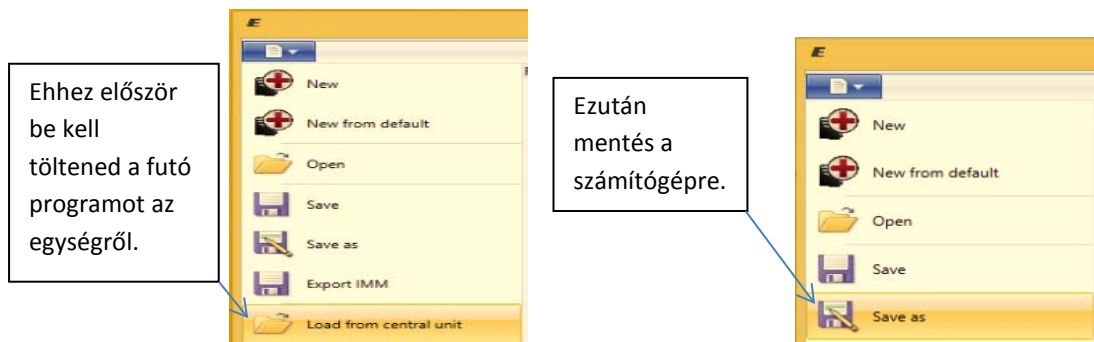 Ehhez először
be kell
töltened a futó
programot az
egységről.
E
New
New from default
Open
Save
Save as
Export IMM
Load from central unit
Ezután
mentés a
számítógépre.
E
New
New from default
Open
Save
Save as